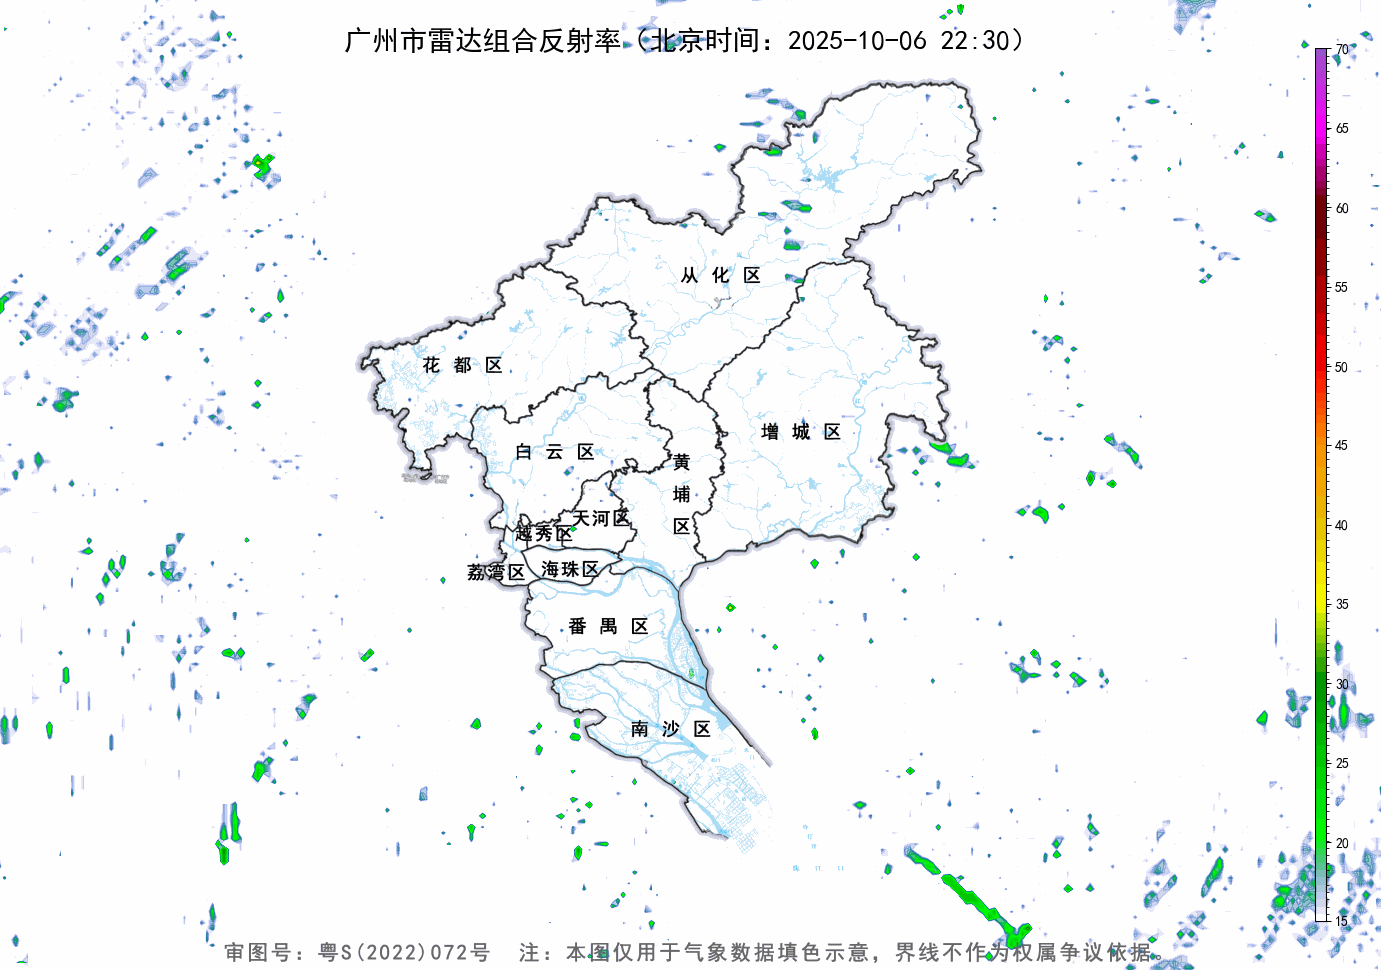 广州市雷达组合反射率（北京时间：2025-10-06 22:30）
70
65
60
55
50
45
40
35
30
25
20
15
从化区
花都区
增城区
白云区
黄埔区
天河区
越秀区
荔湾区
海珠区
番禺区
南沙区
审图号：粤S(2022)072号 注：本图仅用于气象数据填色示意，界线不作为权属争议依据。